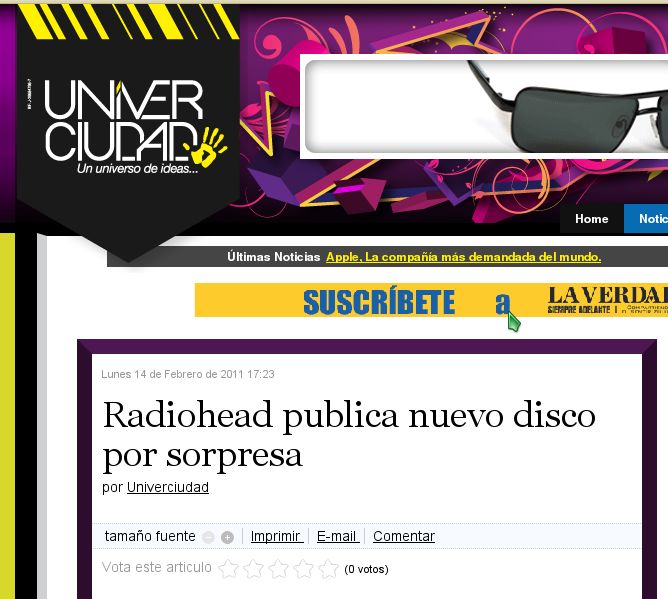 UNIVER
CIUDAD
Un universo de ideas...
Home
Notic
Últimas Noticias Apple, La compañía más demandada del mundo.
SUSCRÍBETE a LA VERDAD
SIEMPRE ADELANTE
Lunes 14 de Febrero de 2011 17:23
Radiohead publica nuevo disco
por sorpresa
por Univerciudad
tamaño fuente Imprimir E-mail Comentar
Vota este articulo (0 votos)